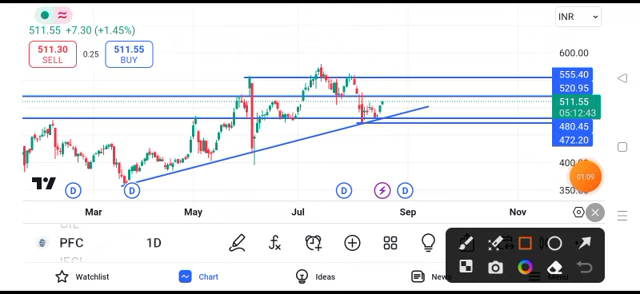 INR
511.55 +7.30 (+1.45%)
511.30 SELL
0.25
511.55 BUY
600.00
555.40
520.95
511.55
05:12:43
480.45
472.20
400.00
350.
01:09
D D D D
Mar May Jul Sep Nov
PFC 1D
Watchlist Chart Ideas News